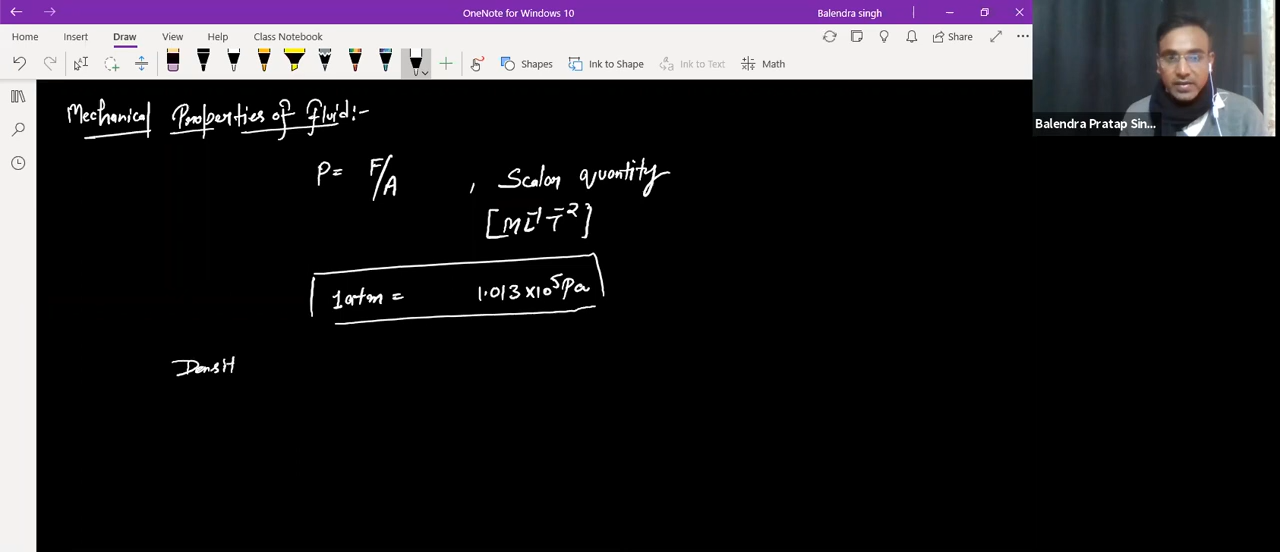 OneNote for Windows 10
Balendra singh
Home Insert Draw View Help Class Notebook
Share
Shapes Ink to Shape Ink to Text Math
Balendra Pratap Sin...
Mechanical Properties of fluid:-
P= F/A , Scalar quantity
[ML⁻¹T⁻²]
1atm = 1.013×10⁵Pa
Densit